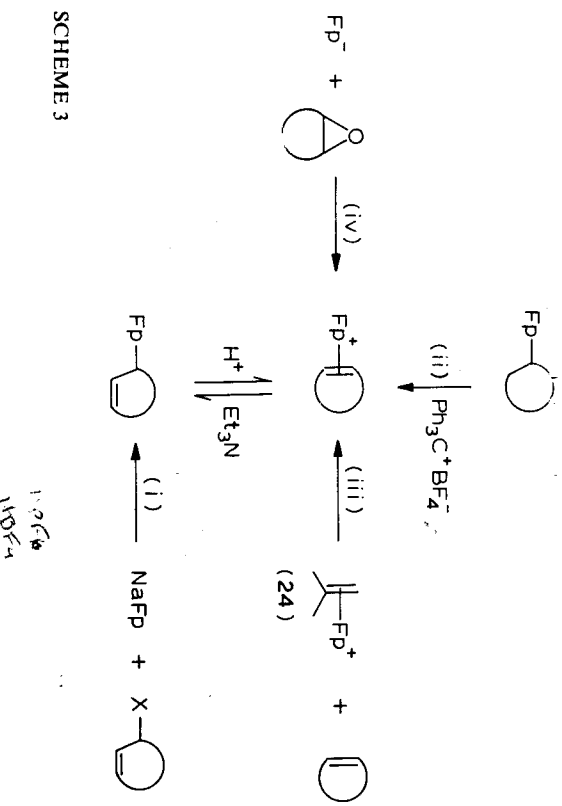 Fp
(ii) Ph3C+BF4-
Fp- + O (iv) Fp+ (iii) Fp+ +
(24)
H+ Et3N
Fp (i) NaFp + X
SCHEME 3